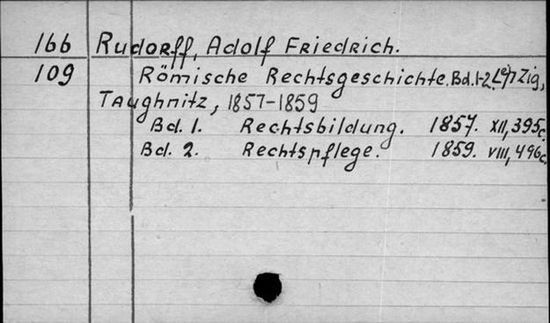 166 Rudorff, Adolf Friedrich.
109 Römische Rechtsgeschichte. Bd. 1-2. Leipzig,
Taughnitz, 1857-1859
Bd. 1. Rechtsbildung. 1857. XII, 395 c.
Bd. 2. Rechtspflege. 1859. VIII, 496 c.